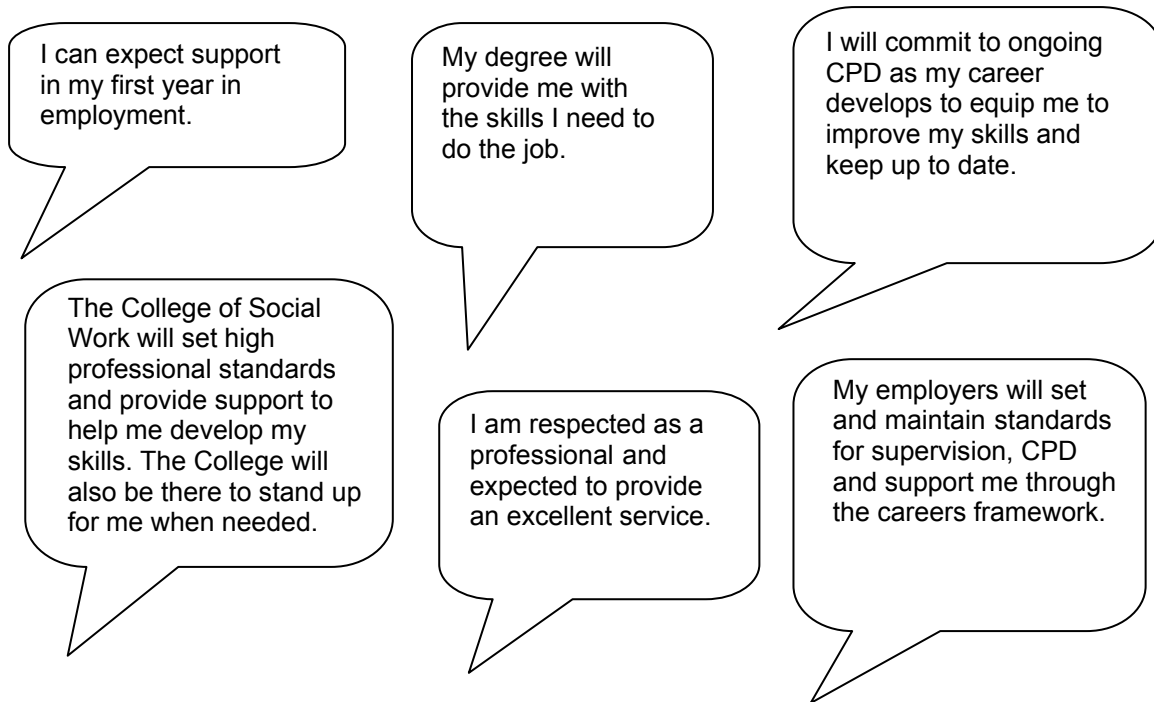 I can expect support
in my first year in
employment.
My degree will
provide me with
the skills I need to
do the job.
I will commit to ongoing
CPD as my career
develops to equip me to
improve my skills and
keep up to date.
The College of Social
Work will set high
professional standards
and provide support to
help me develop my
skills. The College will
also be there to stand up
for me when needed.
I am respected as a
professional and
expected to provide
an excellent service.
My employers will set
and maintain standards
for supervision, CPD
and support me through
the careers framework.